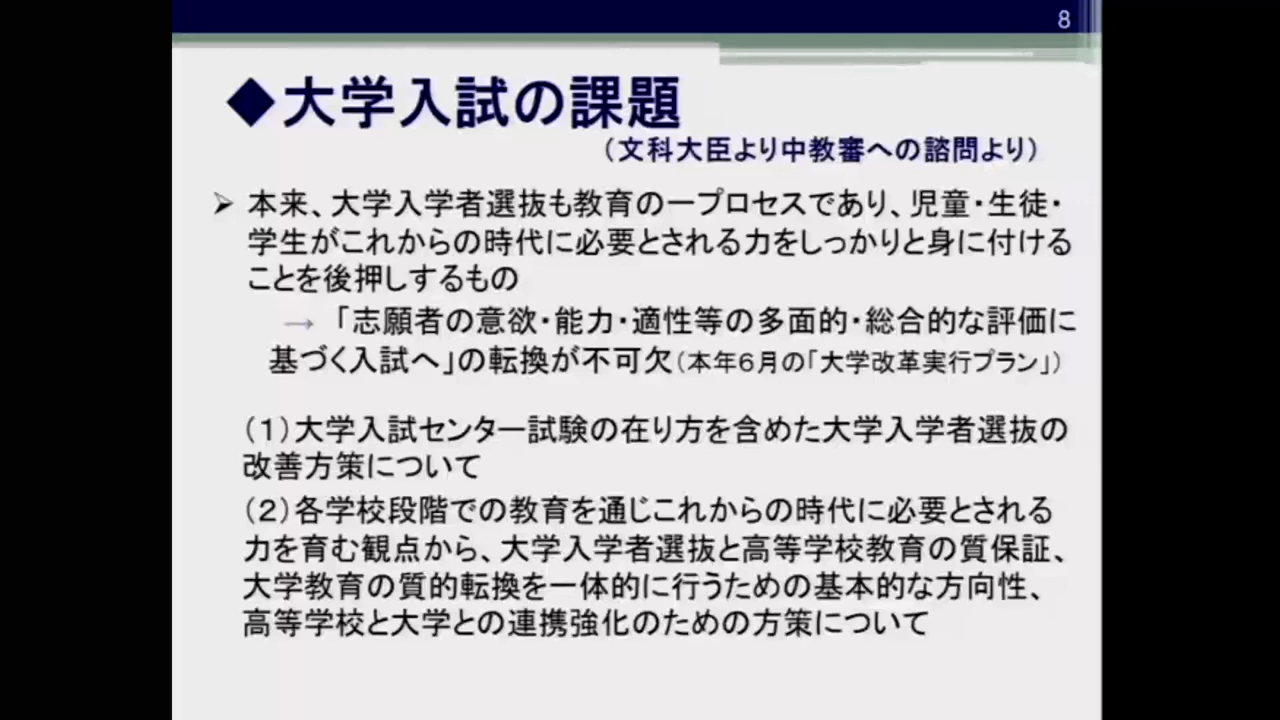 8
◆大学入試の課題
（文科大臣より中教審への諮問より）
➢ 本来、大学入学者選抜も教育の一プロセスであり、児童・生徒・
学生がこれからの時代に必要とされる力をしっかりと身に付ける
ことを後押しするもの
→ 「志願者の意欲・能力・適性等の多面的・総合的な評価に
基づく入試へ」の転換が不可欠（本年６月の「大学改革実行プラン」）
（１）大学入試センター試験の在り方を含めた大学入学者選抜の
改善方策について
（２）各学校段階での教育を通じこれからの時代に必要とされる
力を育む観点から、大学入学者選抜と高等学校教育の質保証、
大学教育の質的転換を一体的に行うための基本的な方向性、
高等学校と大学との連携強化のための方策について